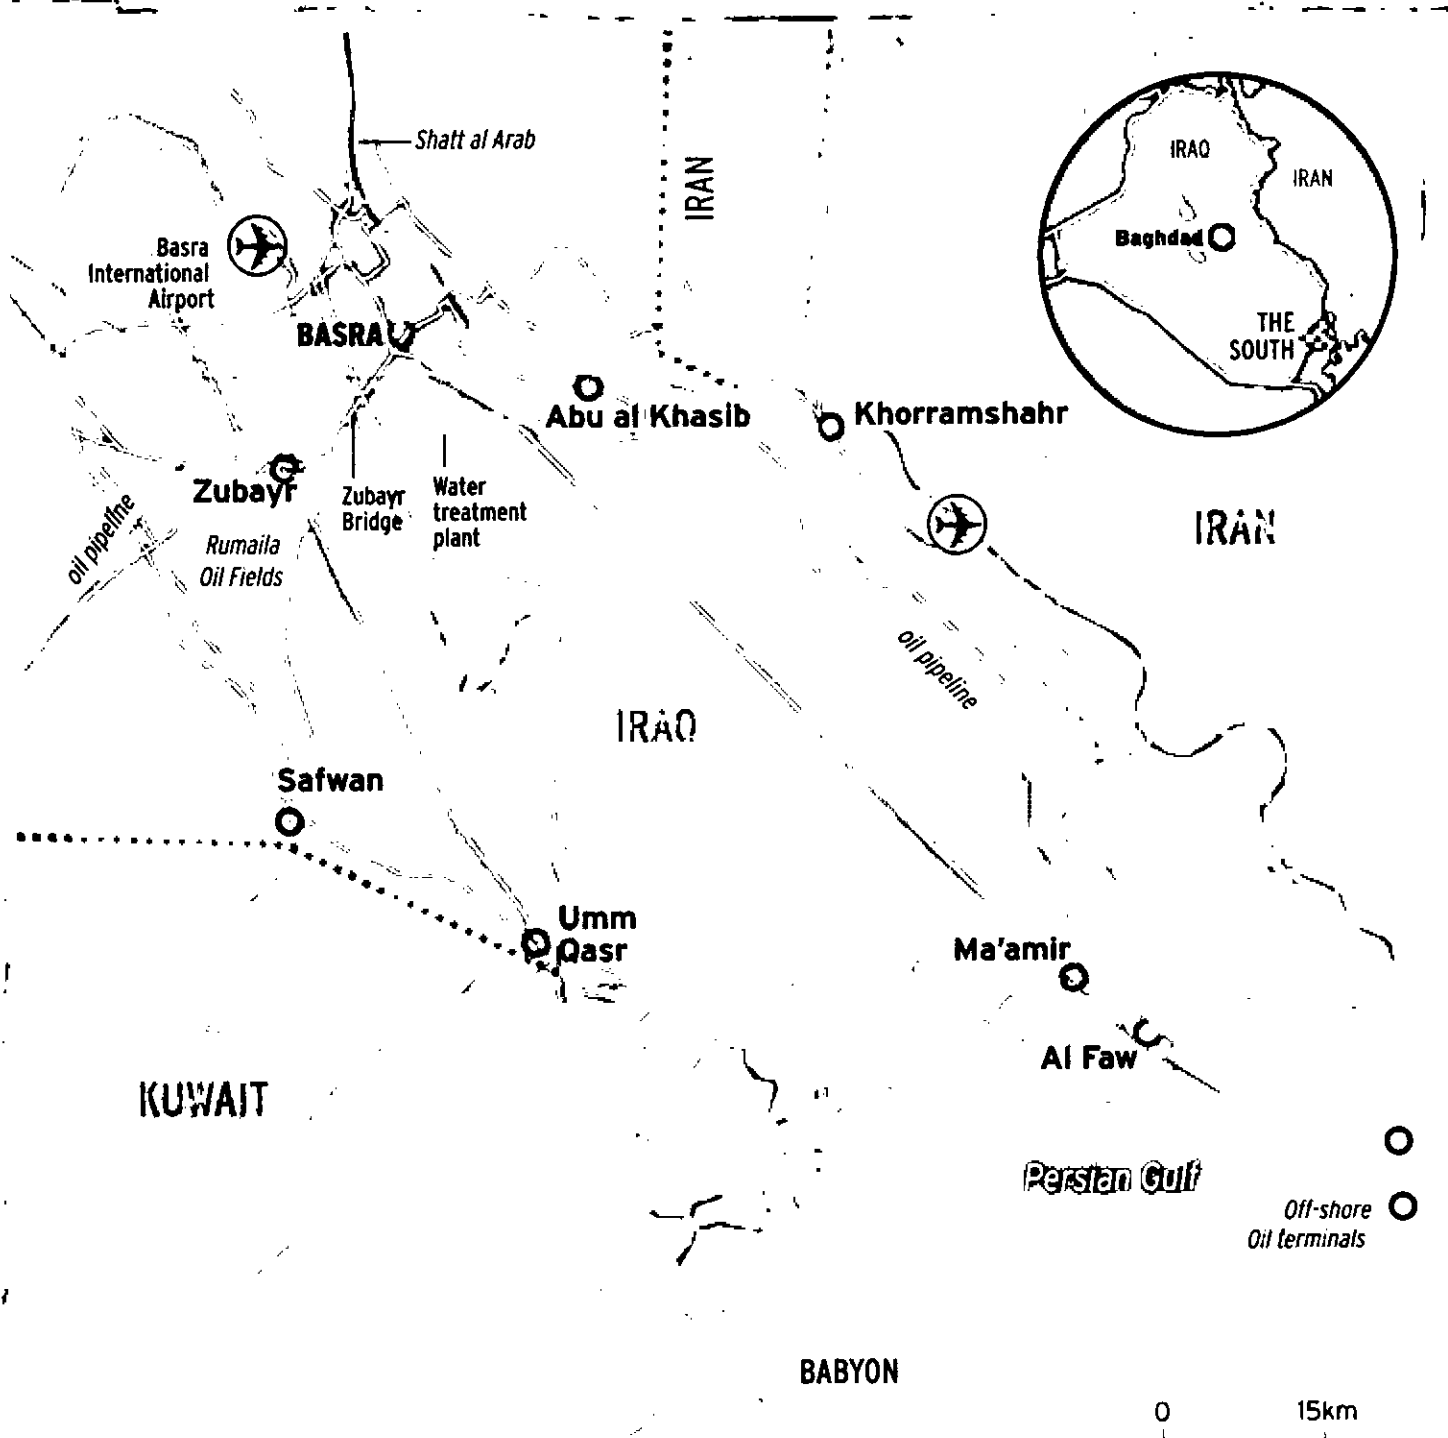 Shatt al Arab
IRAN
IRAQ
IRAN
Baghdad
THE
SOUTH
Basra
International
Airport
BASRA
Abu al Khasib
Khorramshahr
Zubayr
Zubayr
Bridge
Water
treatment
plant
IRAN
oil pipeline
Rumaila
Oil Fields
oil pipeline
IRAQ
Safwan
Umm
Qasr
Ma'amir
Al Faw
KUWAIT
Persian Gulf
Off-shore
Oil terminals
BABYON
0 15km